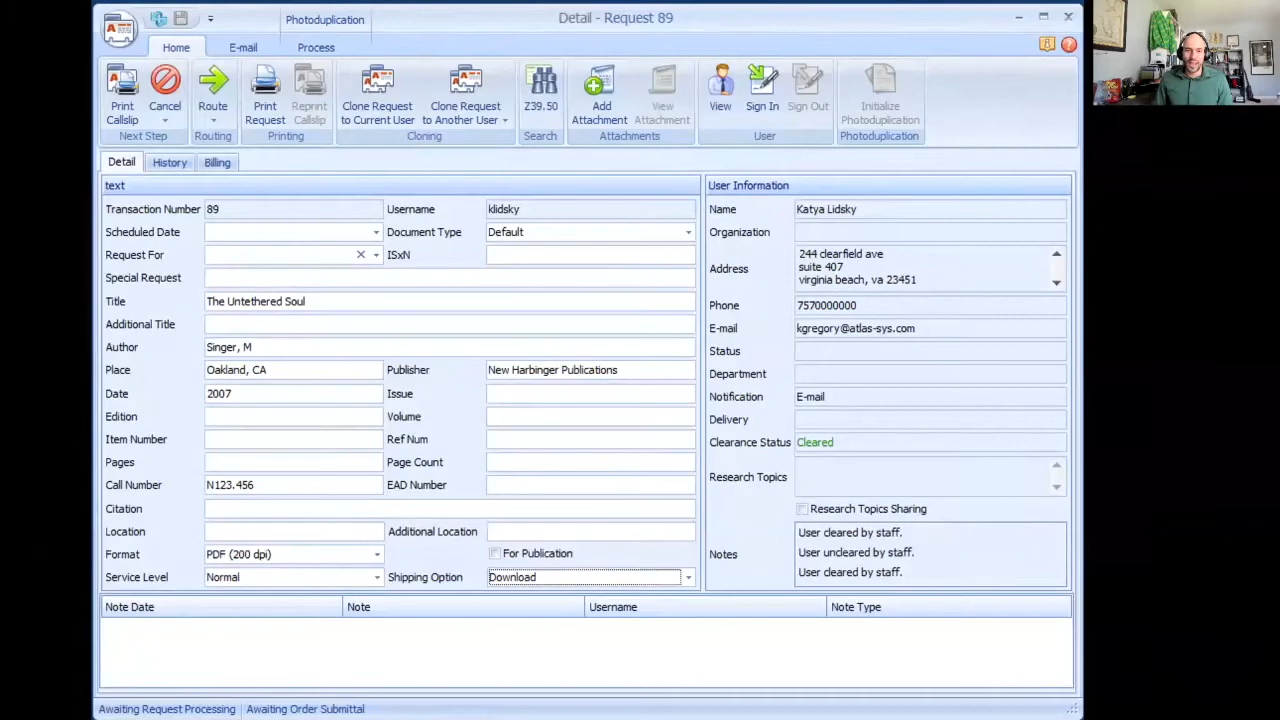 Photoduplication
Detail - Request 89
Home
E-mail
Process
Print Callslip
Cancel
Route
Print Request
Reprint Callslip
Clone Request to Current User
Clone Request to Another User
Z39.50
Add Attachment
View Attachment
View
Sign In
Sign Out
Initialize Photoduplication
Next Step
Routing
Printing
Cloning
Search
Attachments
User
Photoduplication
Detail
History
Billing
text
Transaction Number 89 Username klidsky
Scheduled Date Document Type Default
Request For ISxN
Special Request
Title The Untethered Soul
Additional Title
Author Singer, M
Place Oakland, CA Publisher New Harbinger Publications
Date 2007 Issue
Edition Volume
Item Number Ref Num
Pages Page Count
Call Number N123.456 EAD Number
Citation
Location Additional Location
Format PDF (200 dpi) For Publication
Service Level Normal Shipping Option Download
User Information
Name Katya Lidsky
Organization
Address 244 clearfield ave
suite 407
virginia beach, va 23451
Phone 7570000000
E-mail kgregory@atlas-sys.com
Status
Department
Notification E-mail
Delivery
Clearance Status Cleared
Research Topics
Research Topics Sharing
Notes User cleared by staff.
User uncleared by staff.
User cleared by staff.
Note Date Note Username Note Type
Awaiting Request Processing Awaiting Order Submittal